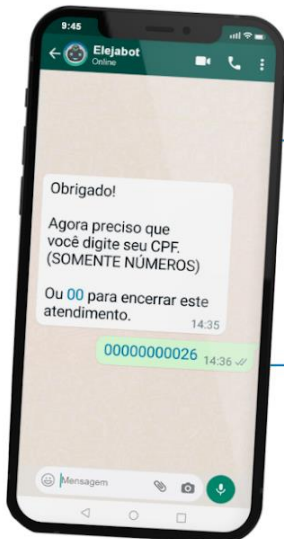 9:45
Elejabot
Online
Obrigado!
Agora preciso que
você digite seu CPF.
(SOMENTE NÚMEROS)
Ou 00 para encerrar este
atendimento.
14:35
00000000026 14:36
Mensagem